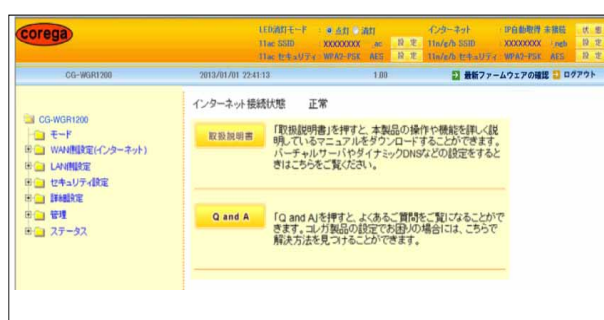 corega
LED消灯モード : 点灯 消灯 インターネット : IP自動取得 未接続 状 態
11ac SSID : XXXXXXXX _ac 設 定 11n/g/b SSID : XXXXXXXX _ngb 設 定
11ac セキュリティ : WPA2-PSK AES 設 定 11n/g/b セキュリティ : WPA2-PSK AES 設 定
CG-WGR1200 2013/01/01 22:41:13 1.00 最新ファームウェアの確認 ログアウト
CG-WGR1200
モード
WAN側設定(インターネット)
LAN側設定
セキュリティ設定
詳細設定
管理
ステータス
インターネット接続状態 正常
取扱説明書
「取扱説明書」を押すと、本製品の操作や機能を詳しく説
明しているマニュアルをダウンロードすることができます。
バーチャルサーバやダイナミックDNSなどの設定をすると
きはこちらをご覧ください。
Q and A
「Q and A」を押すと、よくあるご質問をご覧になることがで
きます。コレガ製品の設定でお困りの場合には、こちらで
解決方法を見つけることができます。